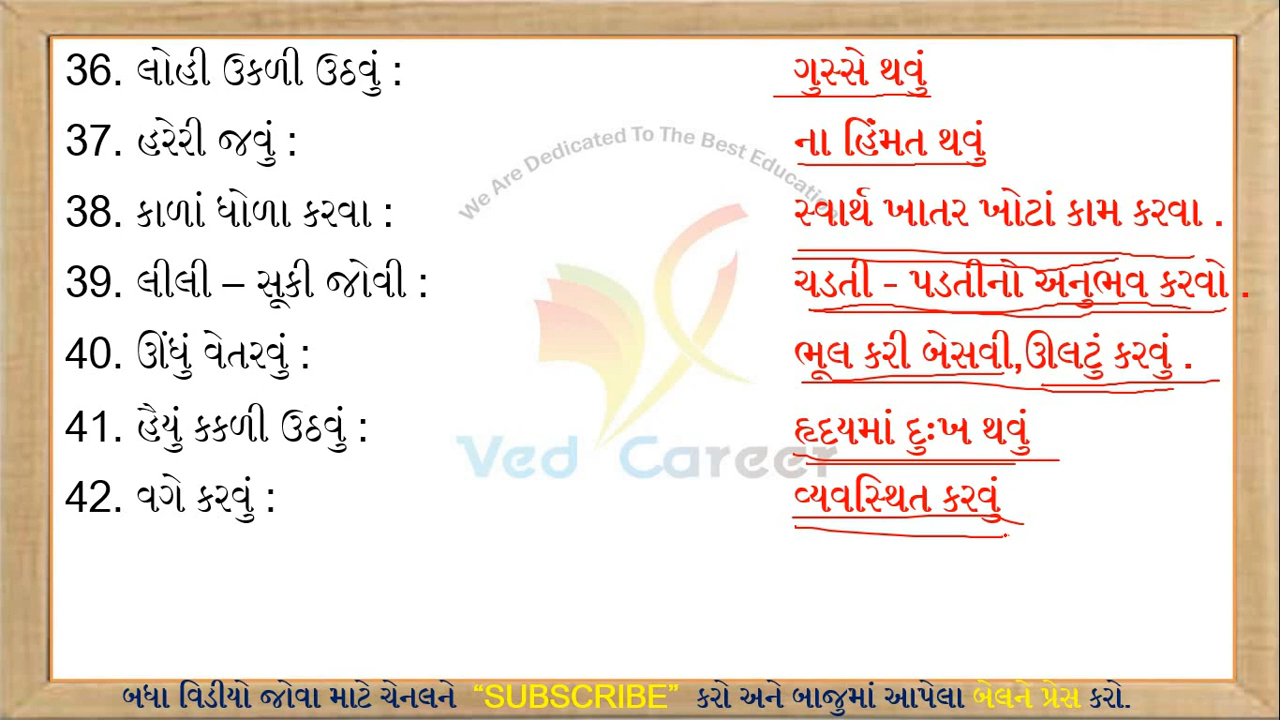 36. લોહી ઉકળી ઉઠવું : ગુસ્સે થવું
We Are Dedicated To The Best Education
37. હરેરી જવું : ના હિંમત થવું
38. કાળાં ધોળા કરવા : સ્વાર્થ ખાતર ખોટાં કામ કરવા .
39. લીલી – સૂકી જોવી : ચડતી - પડતીનો અનુભવ કરવો .
40. ઊંધું વેતરવું : ભૂલ કરી બેસવી,ઊલટું કરવું .
41. હૈયું કકળી ઉઠવું : હૃદયમાં દુઃખ થવું
Ved Career
42. વગે કરવું : વ્યવસ્થિત કરવું
બધા વિડીયો જોવા માટે ચેનલને “SUBSCRIBE” કરો અને બાજુમાં આપેલા બેલને પ્રેસ કરો.